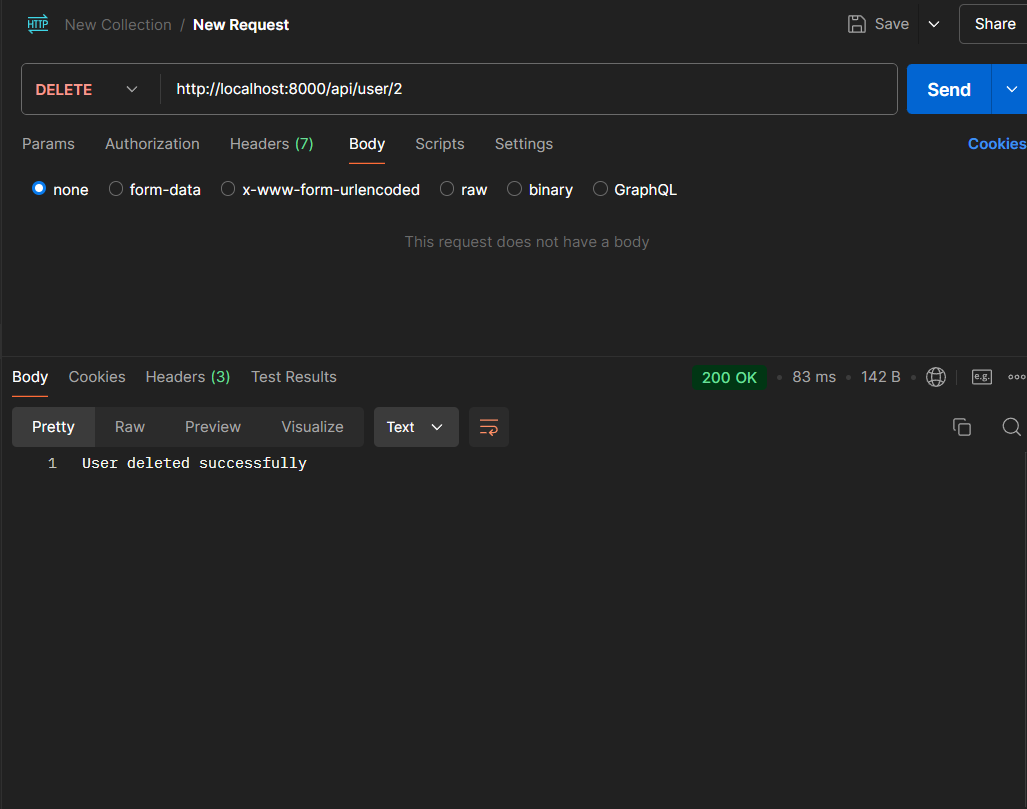 HTTP New Collection / New Request Save Share
DELETE http://localhost:8000/api/user/2 Send
Params Authorization Headers (7) Body Scripts Settings Cookies
none form-data x-www-form-urlencoded raw binary GraphQL
This request does not have a body
Body Cookies Headers (3) Test Results 200 OK 83 ms 142 B e.g.
Pretty Raw Preview Visualize Text
1 User deleted successfully